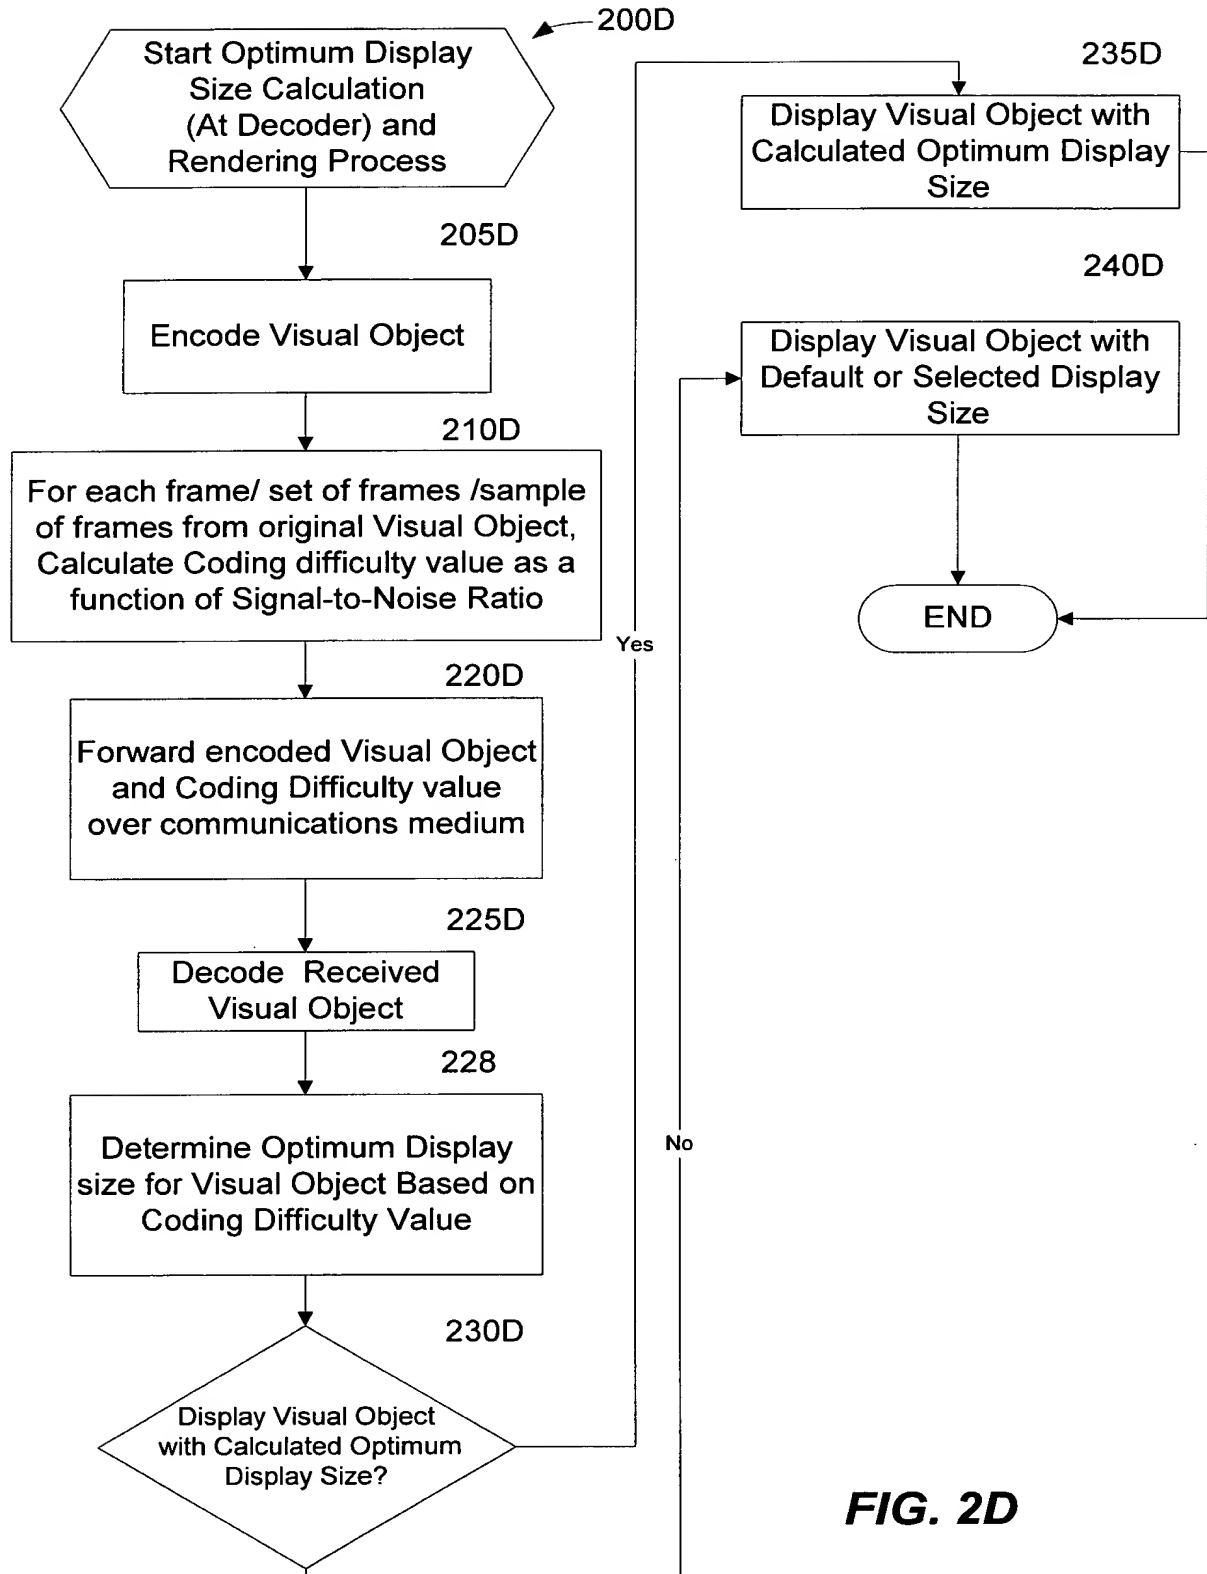 200D
Start Optimum Display
Size Calculation
(At Decoder) and
Rendering Process
205D
Encode Visual Object
210D
For each frame/ set of frames /sample
of frames from original Visual Object,
Calculate Coding difficulty value as a
function of Signal-to-Noise Ratio
220D
Forward encoded Visual Object
and Coding Difficulty value
over communications medium
225D
Decode Received
Visual Object
228
Determine Optimum Display
size for Visual Object Based on
Coding Difficulty Value
230D
Display Visual Object
with Calculated Optimum
Display Size?
Yes
No
235D
Display Visual Object with
Calculated Optimum Display
Size
240D
Display Visual Object with
Default or Selected Display
Size
END
FIG. 2D